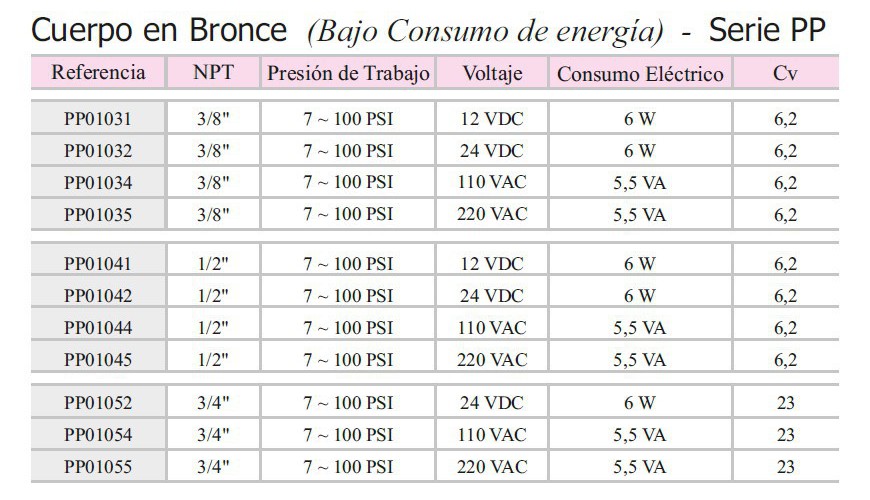 Cuerpo en Bronce (Bajo Consumo de energía) - Serie PP
Referencia NPT Presión de Trabajo Voltaje Consumo Eléctrico Cv
PP01031 3/8" 7 ~ 100 PSI 12 VDC 6 W 6,2
PP01032 3/8" 7 ~ 100 PSI 24 VDC 6 W 6,2
PP01034 3/8" 7 ~ 100 PSI 110 VAC 5,5 VA 6,2
PP01035 3/8" 7 ~ 100 PSI 220 VAC 5,5 VA 6,2
PP01041 1/2" 7 ~ 100 PSI 12 VDC 6 W 6,2
PP01042 1/2" 7 ~ 100 PSI 24 VDC 6 W 6,2
PP01044 1/2" 7 ~ 100 PSI 110 VAC 5,5 VA 6,2
PP01045 1/2" 7 ~ 100 PSI 220 VAC 5,5 VA 6,2
PP01052 3/4" 7 ~ 100 PSI 24 VDC 6 W 23
PP01054 3/4" 7 ~ 100 PSI 110 VAC 5,5 VA 23
PP01055 3/4" 7 ~ 100 PSI 220 VAC 5,5 VA 23